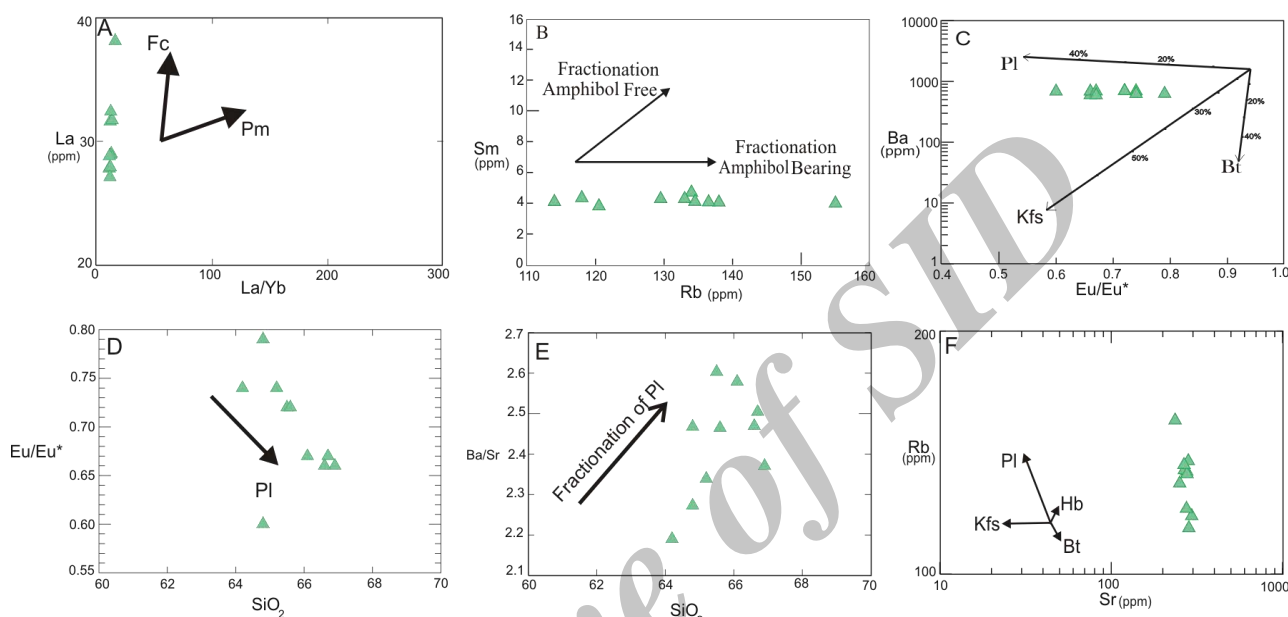 A
40
30
20
La
(ppm)
Fc
Pm
0
100
200
300
La/Yb
B
16
14
12
10
8
6
4
2
0
Sm
(ppm)
Fractionation
Amphibol Free
Fractionation
Amphibol Bearing
110
120
130
140
150
160
Rb (ppm)
C
10000
1000
100
10
1
Ba
(ppm)
Pl
40%
20%
20%
30%
40%
50%
Bt
Kfs
0.4
0.5
0.6
0.7
0.8
0.9
1.0
Eu/Eu*
D
0.80
0.75
0.70
0.65
0.60
0.55
Eu/Eu*
Pl
60
62
64
66
68
70
SiO2
E
2.7
2.6
2.5
2.4
2.3
2.2
2.1
Ba/Sr
Fractionation of Pl
60
62
64
66
68
70
SiO2
F
200
100
Rb
(ppm)
Pl
Hb
Kfs
Bt
10
100
1000
Sr (ppm)
e of SID